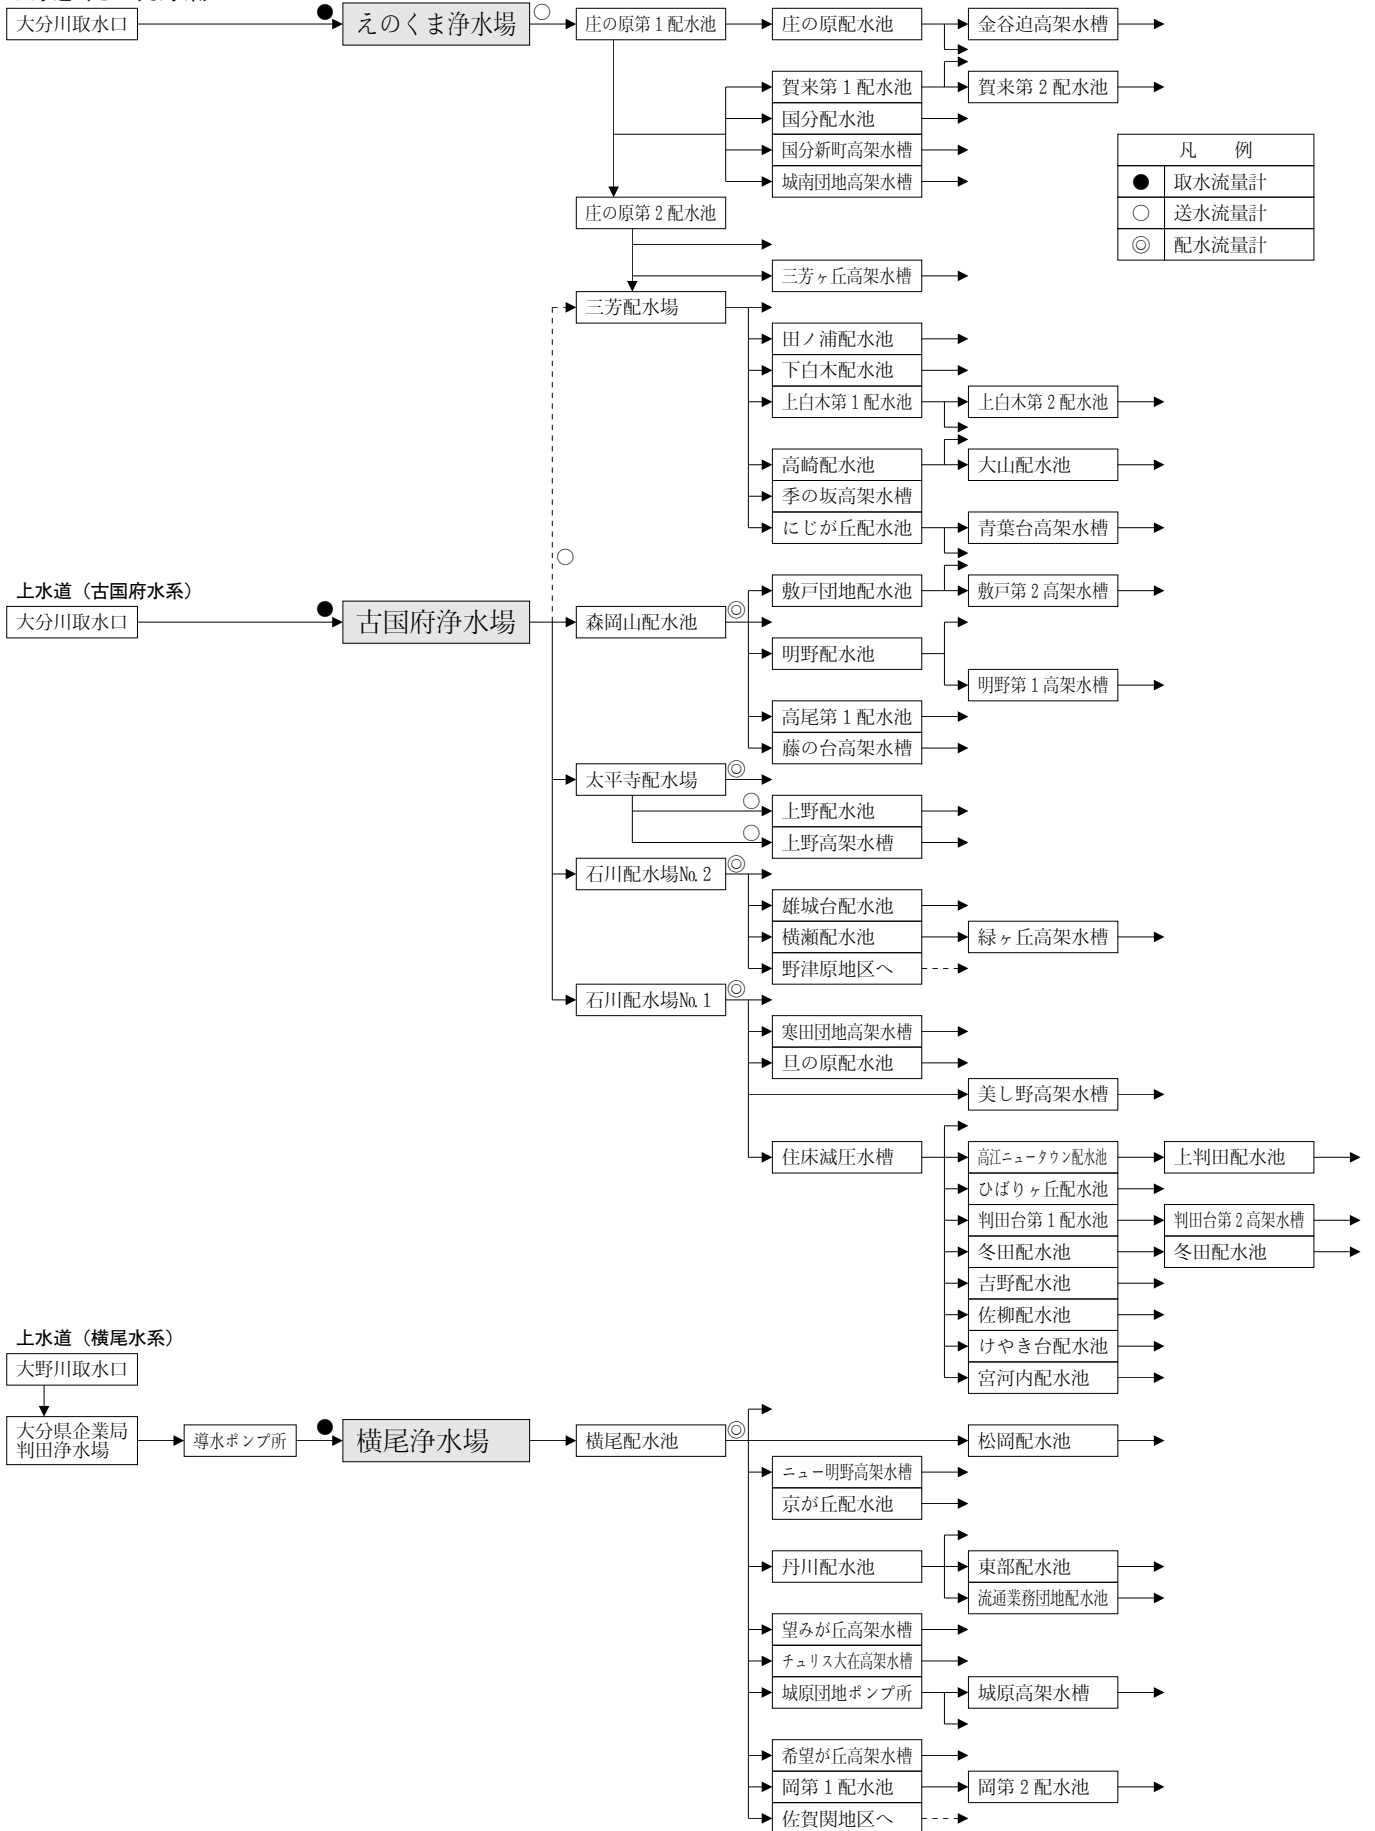 大分川取水口
えのくま浄水場
庄の原第1配水池
庄の原配水池
金谷迫高架水槽
賀来第1配水池
賀来第2配水池
国分配水池
国分新町高架水槽
城南団地高架水槽
凡　例
● 取水流量計
○ 送水流量計
◎ 配水流量計
庄の原第2配水池
三芳ヶ丘高架水槽
三芳配水場
田ノ浦配水池
下白木配水池
上白木第1配水池
上白木第2配水池
高崎配水池
大山配水池
季の坂高架水槽
にじが丘配水池
青葉台高架水槽
上水道（古国府水系）
大分川取水口
古国府浄水場
森岡山配水池
敷戸団地配水池
敷戸第2高架水槽
明野配水池
明野第1高架水槽
高尾第1配水池
藤の台高架水槽
太平寺配水場
上野配水池
上野高架水槽
石川配水場№2
雄城台配水池
横瀬配水池
緑ヶ丘高架水槽
野津原地区へ
石川配水場№1
寒田団地高架水槽
旦の原配水池
美し野高架水槽
住床減圧水槽
高江ニュータウン配水池
上判田配水池
ひばりヶ丘配水池
判田台第1配水池
判田台第2高架水槽
冬田配水池
冬田配水池
吉野配水池
佐柳配水池
けやき台配水池
宮河内配水池
上水道（横尾水系）
大野川取水口
大分県企業局
判田浄水場
導水ポンプ所
横尾浄水場
横尾配水池
松岡配水池
ニュー明野高架水槽
京が丘配水池
丹川配水池
東部配水池
流通業務団地配水池
望みが丘高架水槽
チュリス大在高架水槽
城原団地ポンプ所
城原高架水槽
希望が丘高架水槽
岡第1配水池
岡第2配水池
佐賀関地区へ